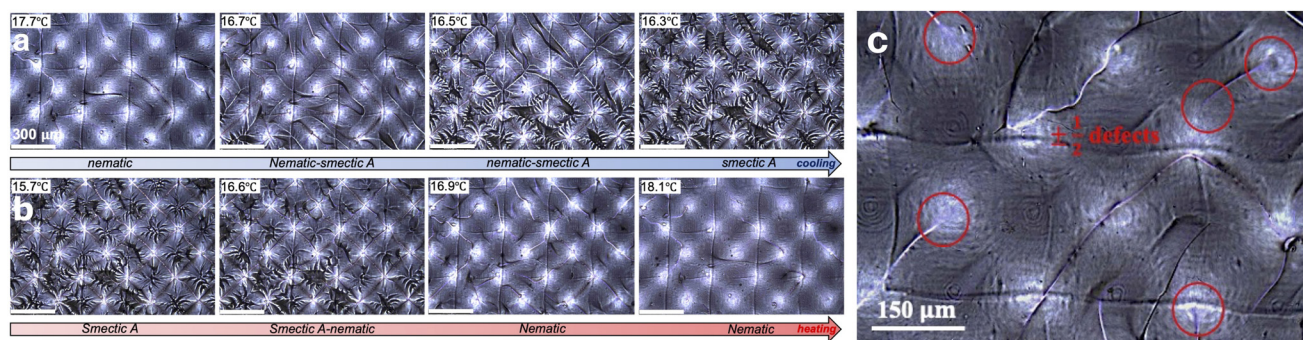 a
17.7℃
16.7℃
16.5℃
16.3℃
300 μm
nematic
Nematic-smectic A
nematic-smectic A
smectic A
cooling
b
15.7℃
16.6℃
16.9℃
18.1℃
Smectic A
Smectic A-nematic
Nematic
Nematic
heating
c
± 1/2 defects
150 μm